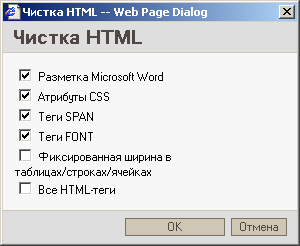 Чистка HTML -- Web Page Dialog
Чистка HTML
Разметка Microsoft Word
Атрибуты CSS
Теги SPAN
Теги FONT
Фиксированная ширина в
таблицах/строках/ячейках
Все HTML-теги
OK
Отмена